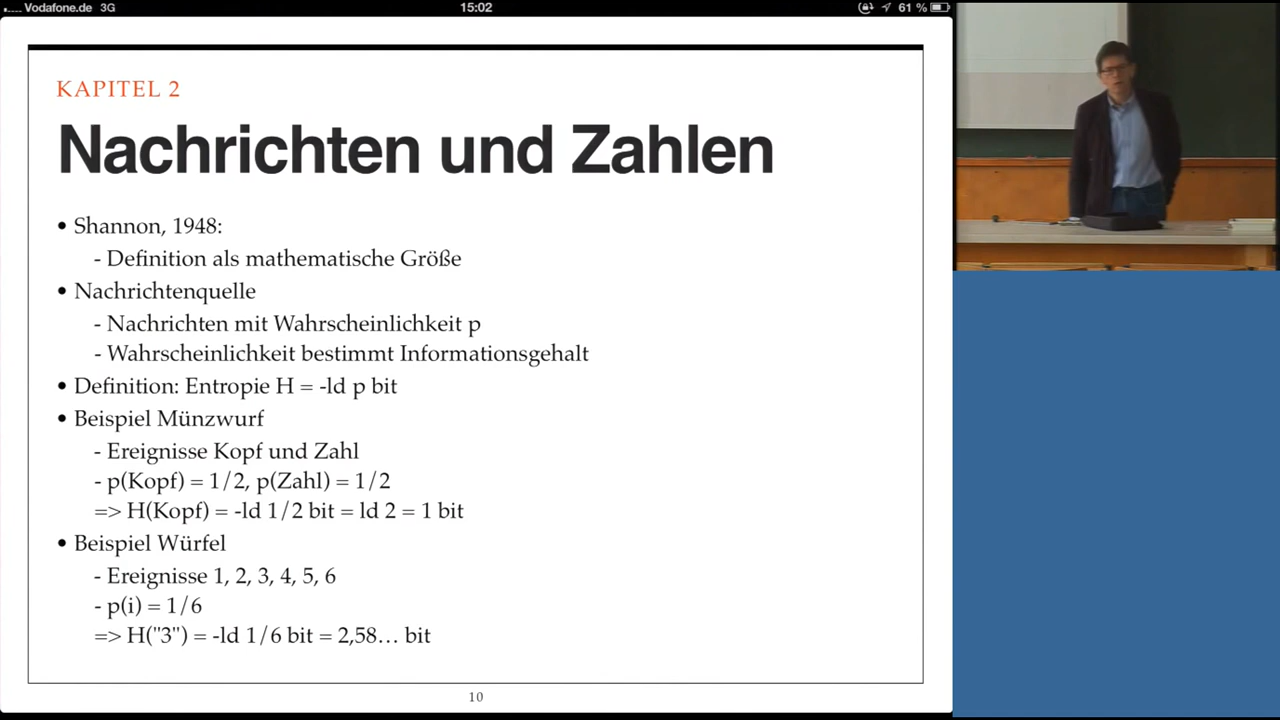 Vodafone.de 3G 15:02 61 %
KAPITEL 2
Nachrichten und Zahlen
• Shannon, 1948:
- Definition als mathematische Größe
• Nachrichtenquelle
- Nachrichten mit Wahrscheinlichkeit p
- Wahrscheinlichkeit bestimmt Informationsgehalt
• Definition: Entropie H = -ld p bit
• Beispiel Münzwurf
- Ereignisse Kopf und Zahl
- p(Kopf) = 1/2, p(Zahl) = 1/2
=> H(Kopf) = -ld 1/2 bit = ld 2 = 1 bit
• Beispiel Würfel
- Ereignisse 1, 2, 3, 4, 5, 6
- p(i) = 1/6
=> H("3") = -ld 1/6 bit = 2,58… bit
10